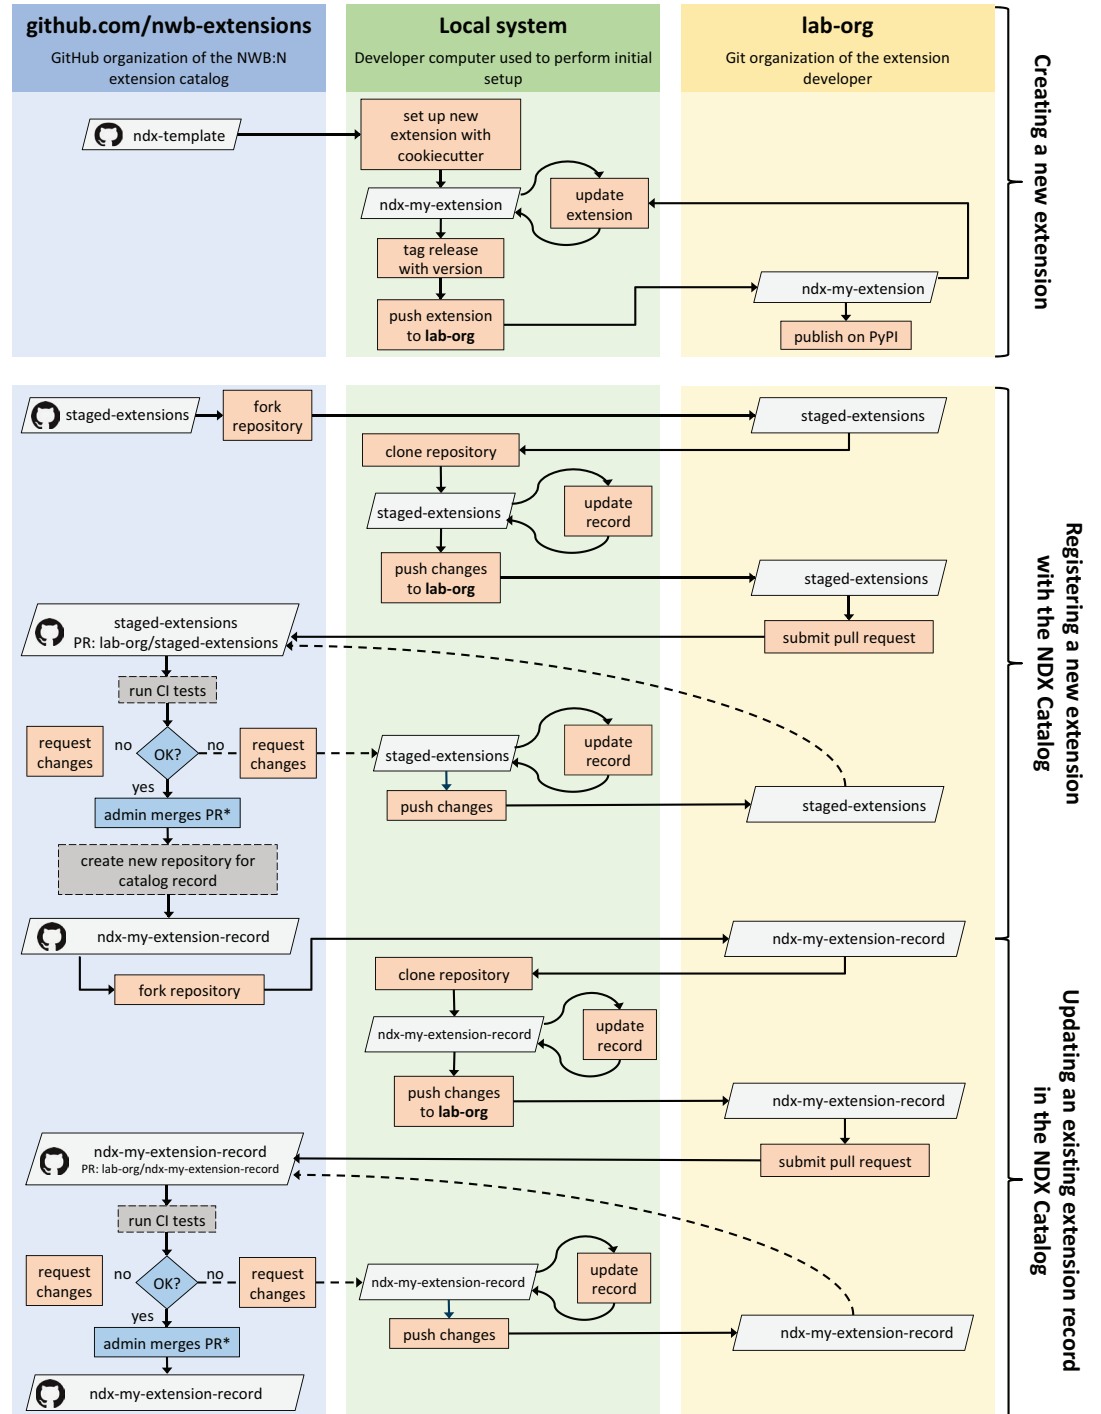 github.com/nwb-extensions
GitHub organization of the NWB:N
extension catalog
Local system
Developer computer used to perform initial
setup
lab-org
Git organization of the extension
developer
Creating a new extension
ndx-template
set up new
extension with
cookiecutter
ndx-my-extension
update
extension
tag release
with version
push extension
to lab-org
ndx-my-extension
publish on PyPI
Registering a new extension
with the NDX Catalog
staged-extensions
fork
repository
staged-extensions
clone repository
staged-extensions
update
record
push changes
to lab-org
staged-extensions
submit pull request
staged-extensions
PR: lab-org/staged-extensions
run CI tests
request
changes
no
OK?
no
request
changes
staged-extensions
update
record
yes
push changes
staged-extensions
admin merges PR*
create new repository for
catalog record
ndx-my-extension-record
ndx-my-extension-record
Updating an existing extension record
in the NDX Catalog
fork repository
clone repository
ndx-my-extension-record
update
record
push changes
to lab-org
ndx-my-extension-record
submit pull request
ndx-my-extension-record
PR: lab-org/ndx-my-extension-record
run CI tests
request
changes
no
OK?
no
request
changes
ndx-my-extension-record
update
record
yes
push changes
ndx-my-extension-record
admin merges PR*
ndx-my-extension-record